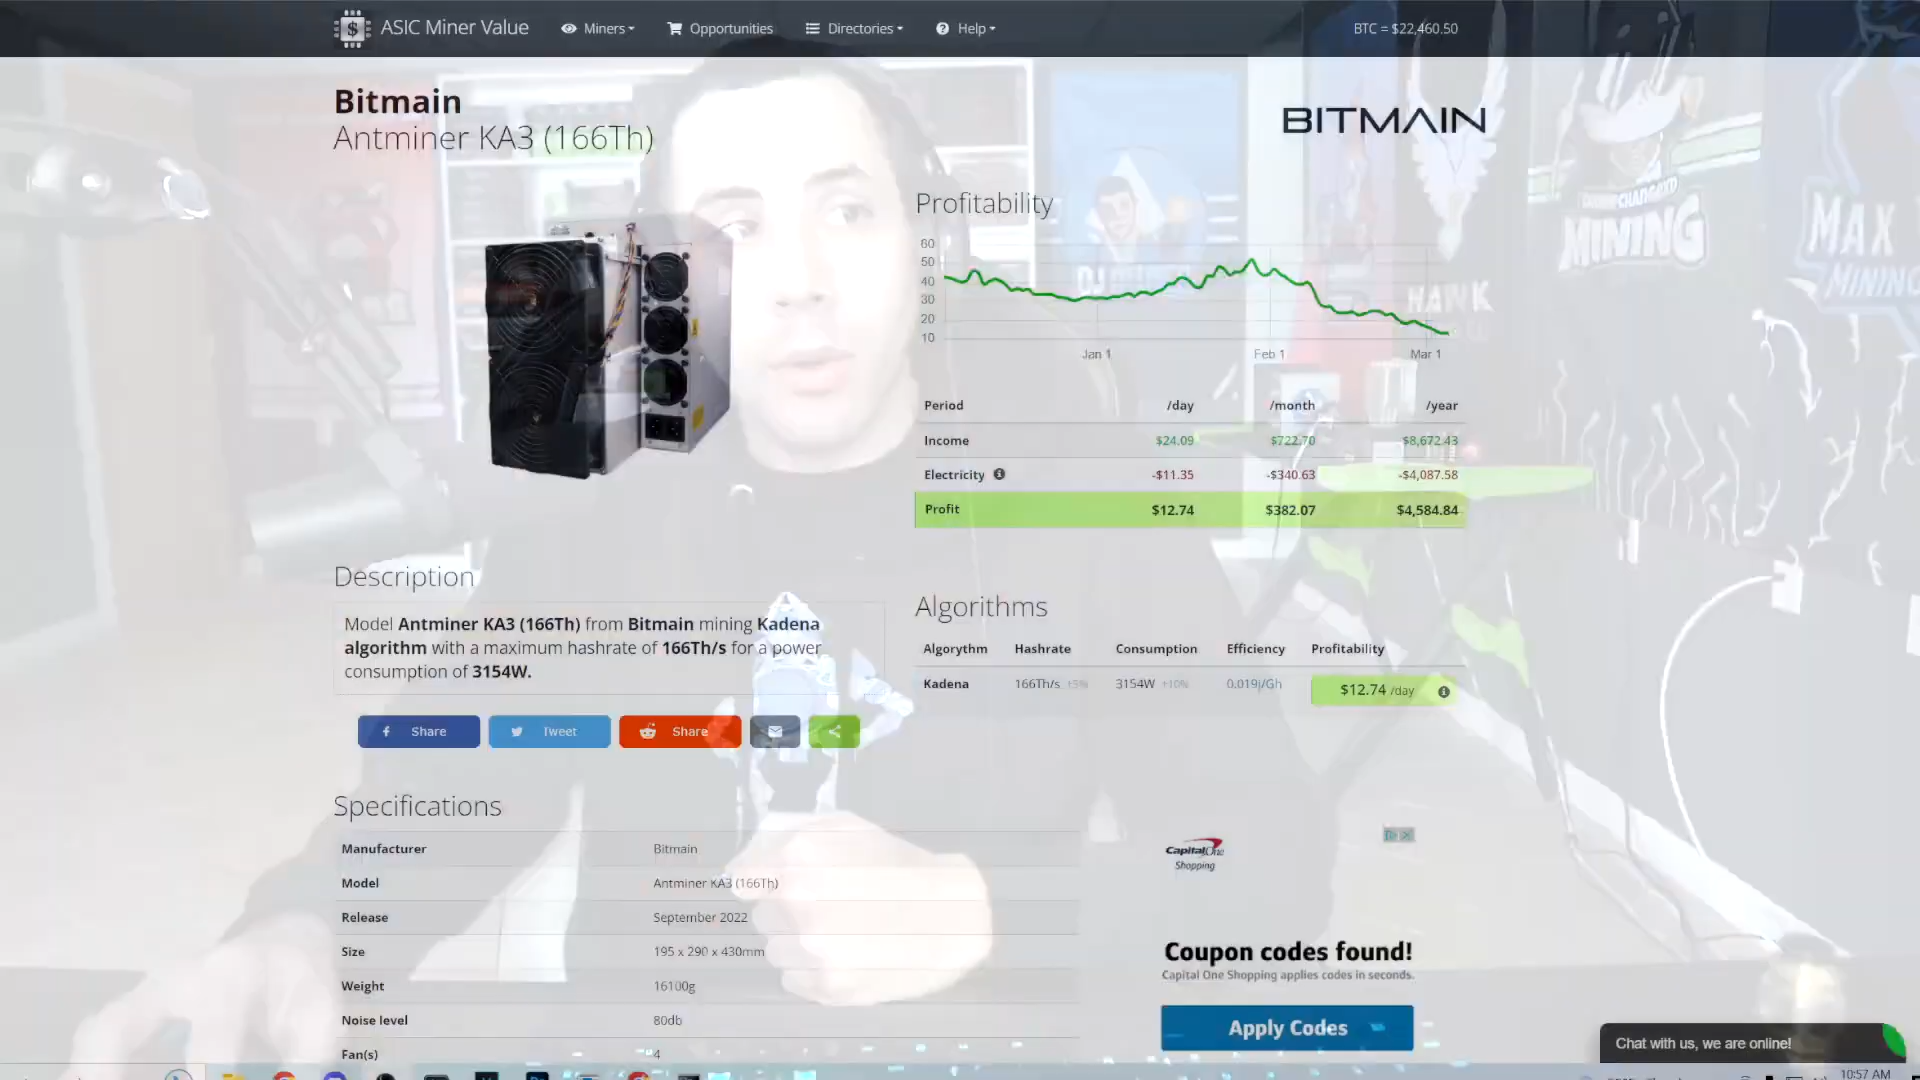 ASIC Miner Value
Miners
Opportunities
Directories
Help
BTC = $22,460.50
Bitmain
Antminer KA3 (166Th)
BITMAIN
Profitability
60
50
40
30
20
10
Jan 1
Feb 1
Mar 1
Period /day /month /year
Income $24.09 $722.70 $8,672.43
Electricity -$11.35 -$340.63 -$4,087.58
Profit $12.74 $382.07 $4,584.84
Description
Model Antminer KA3 (166Th) from Bitmain mining Kadena
algorithm with a maximum hashrate of 166Th/s for a power
consumption of 3154W.
Share
Tweet
Share
Algorithms
Algorythm Hashrate Consumption Efficiency Profitability
Kadena 166Th/s ±5% 3154W ±10% 0.019j/Gh $12.74 /day
Specifications
Manufacturer Bitmain
Model Antminer KA3 (166Th)
Release September 2022
Size 195 x 290 x 430mm
Weight 16100g
Noise level 80db
Fan(s) 4
Capital One
Shopping
Coupon codes found!
Capital One Shopping applies codes in seconds.
Apply Codes
Chat with us, we are online!
10:57 AM
DJ
HAWK
MINING
MAX
MINING